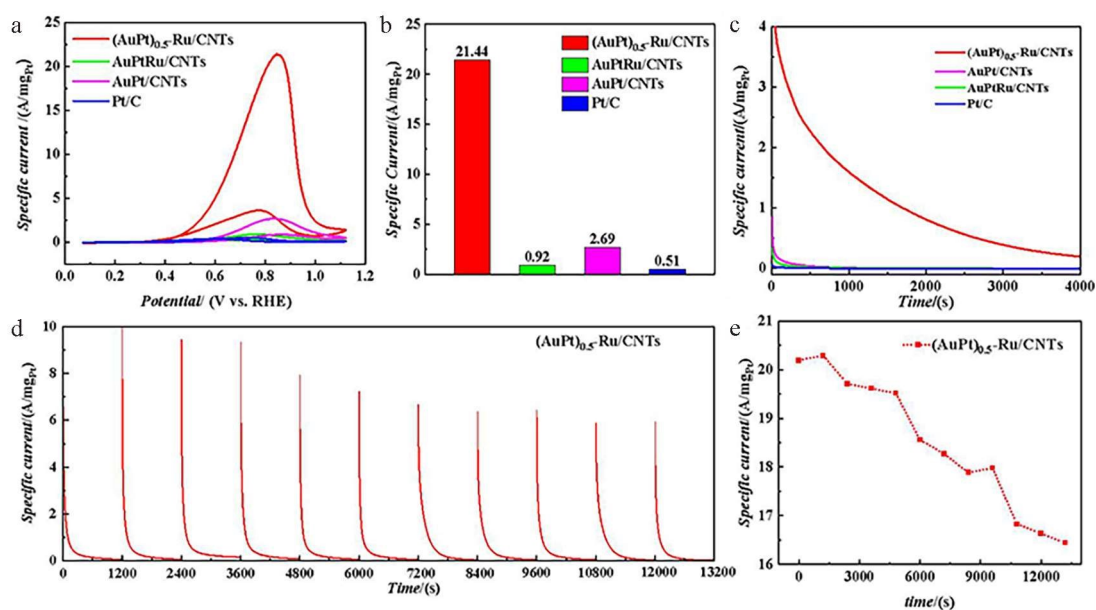 a
25
20
15
10
5
0
Specific current /(A/mg_Pt)
(AuPt)0.5-Ru/CNTs
AuPtRu/CNTs
AuPt/CNTs
Pt/C
0.0 0.2 0.4 0.6 0.8 1.0 1.2
Potential/ (V vs. RHE)
b
25
20
15
10
5
0
Specific Current/(A/mg_Pt)
21.44
0.92
2.69
0.51
(AuPt)0.5-Ru/CNTs
AuPtRu/CNTs
AuPt/CNTs
Pt/C
c
4
3
2
1
0
Specific current/(A/mg_Pt)
(AuPt)0.5-Ru/CNTs
AuPt/CNTs
AuPtRu/CNTs
Pt/C
0 1000 2000 3000 4000
Time/(s)
d
10
8
6
4
2
0
Specific current/(A/mg_Pt)
(AuPt)0.5-Ru/CNTs
0 1200 2400 3600 4800 6000 7200 8400 9600 10800 12000 13200
Time/(s)
e
21
20
19
18
17
16
Specific current/(A/mg_Pt)
(AuPt)0.5-Ru/CNTs
0 3000 6000 9000 12000
time/(s)